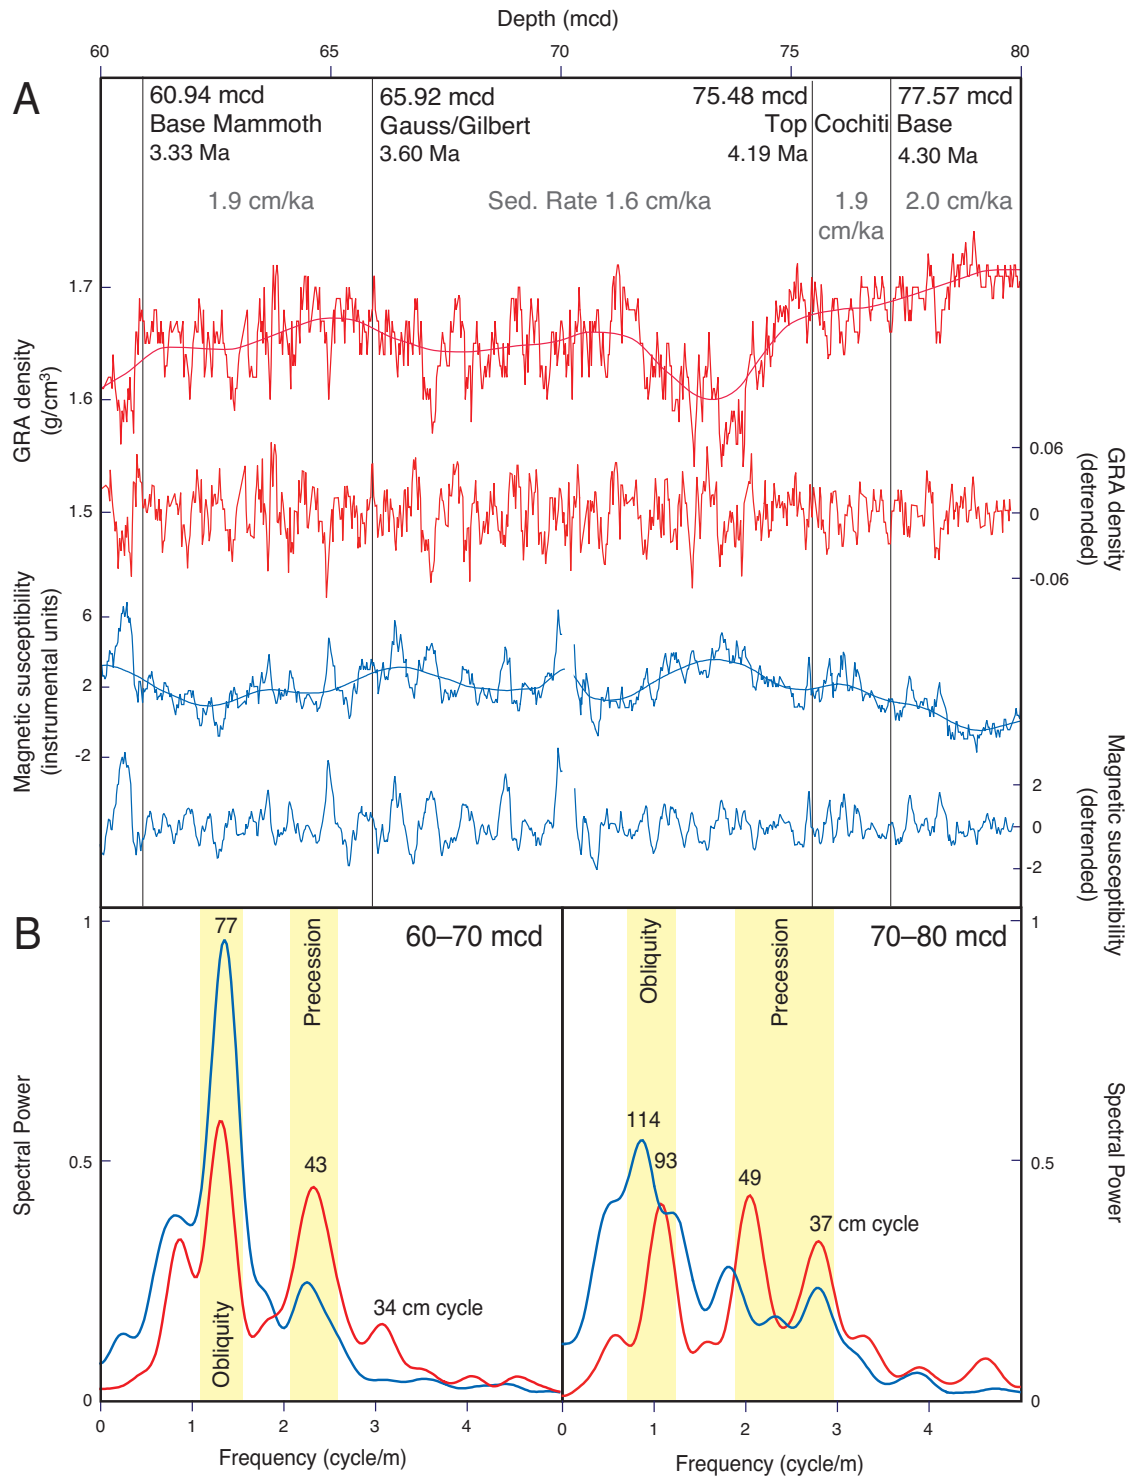 Depth (mcd)
60 65 70 75 80
A
60.94 mcd
Base Mammoth
3.33 Ma
65.92 mcd
Gauss/Gilbert
3.60 Ma
75.48 mcd
Top
4.19 Ma
Cochiti
77.57 mcd
Base
4.30 Ma
1.9 cm/ka
Sed. Rate 1.6 cm/ka
1.9
cm/ka
2.0 cm/ka
1.7
1.6
1.5
GRA density
(g/cm³)
0.06
0
-0.06
GRA density
(detrended)
6
2
-2
Magnetic susceptibility
(instrumental units)
2
0
-2
Magnetic susceptibility
(detrended)
B
1
0.5
0
Spectral Power
77
Obliquity
Precession
43
34 cm cycle
60–70 mcd
0 1 2 3
Frequency (cycle/m)
Obliquity
Precession
70–80 mcd
114
93
49
37 cm cycle
0 1 2 3 4
Frequency (cycle/m)
1
0.5
0
Spectral Power